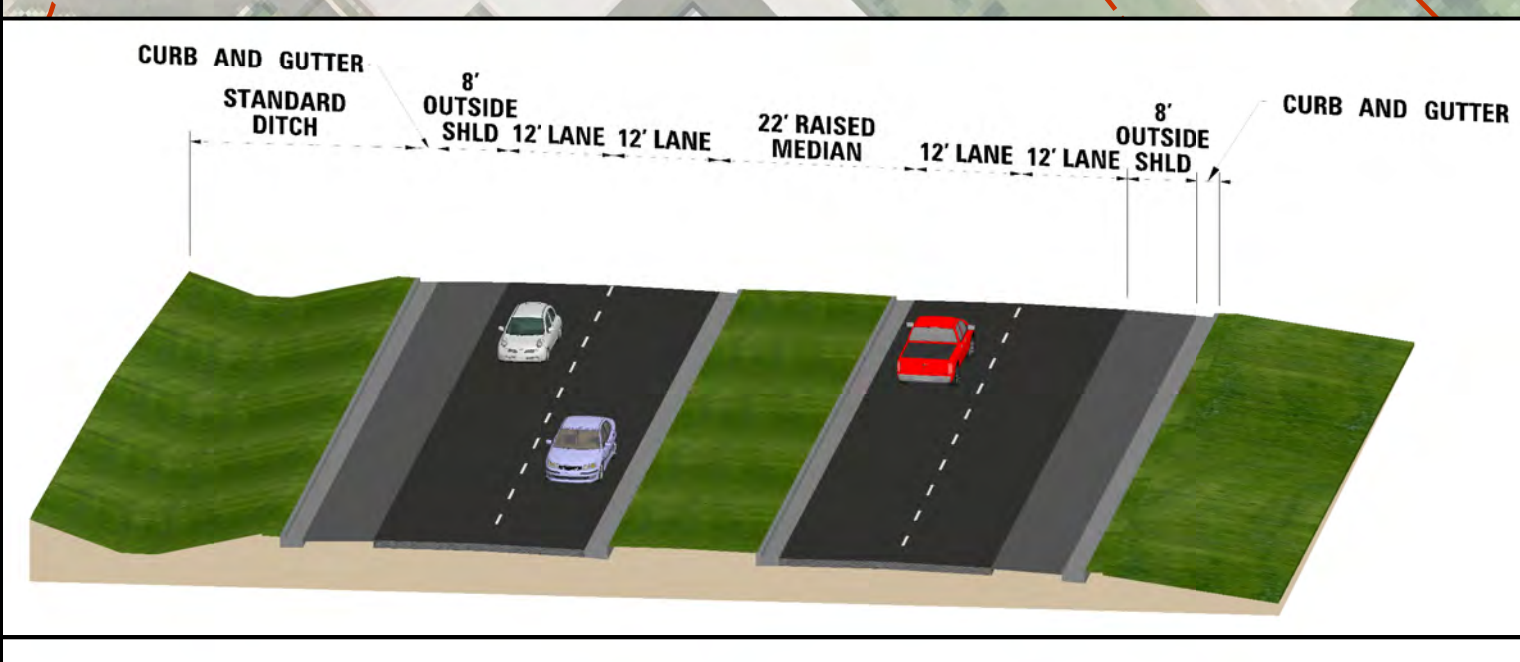 CURB AND GUTTER
STANDARD
DITCH
8'
OUTSIDE
SHLD
12' LANE
12' LANE
22' RAISED
MEDIAN
12' LANE
12' LANE
8'
OUTSIDE
SHLD
CURB AND GUTTER